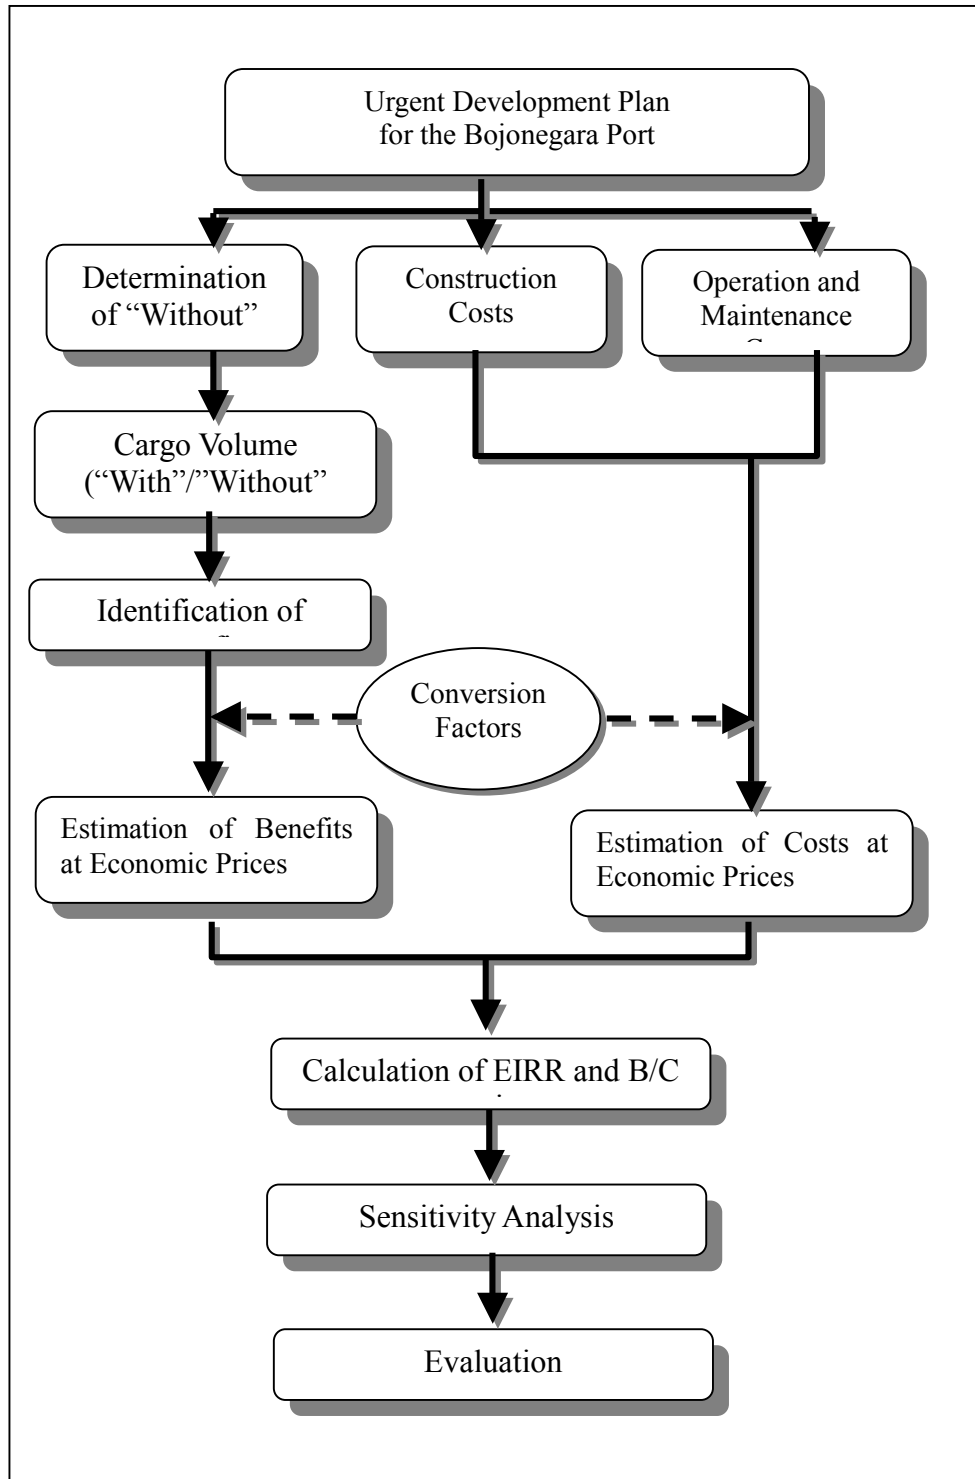 Urgent Development Plan
for the Bojonegara Port
Determination
of “Without”
Construction
Costs
Operation and
Maintenance
Cargo Volume
(“With”/”Without”
Identification of
Conversion
Factors
Estimation of Benefits
at Economic Prices
Estimation of Costs at
Economic Prices
Calculation of EIRR and B/C
Sensitivity Analysis
Evaluation